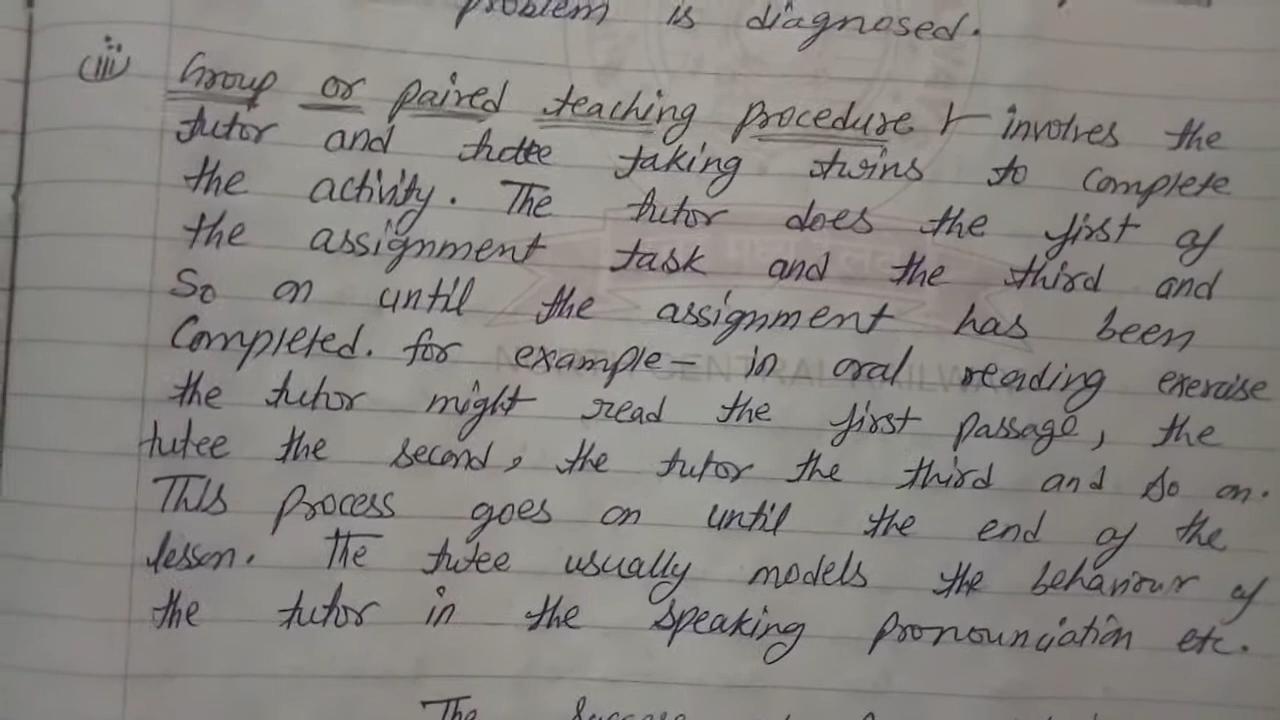 problem is diagnosed.
(iii) Group or paired teaching procedure :- involves the
tutor and tutee taking twins to complete
the activity. The tutor does the first of
the assignment task and the third and
so on until the assignment has been
Completed. for example - in oral reading exercise
the tutor might read the first passage, the
tutee the second, the tutor the third and so on.
This process goes on until the end of the
lesson. The tutee usually models the behaviour of
the tutor in the speaking pronounciation etc.
The Success